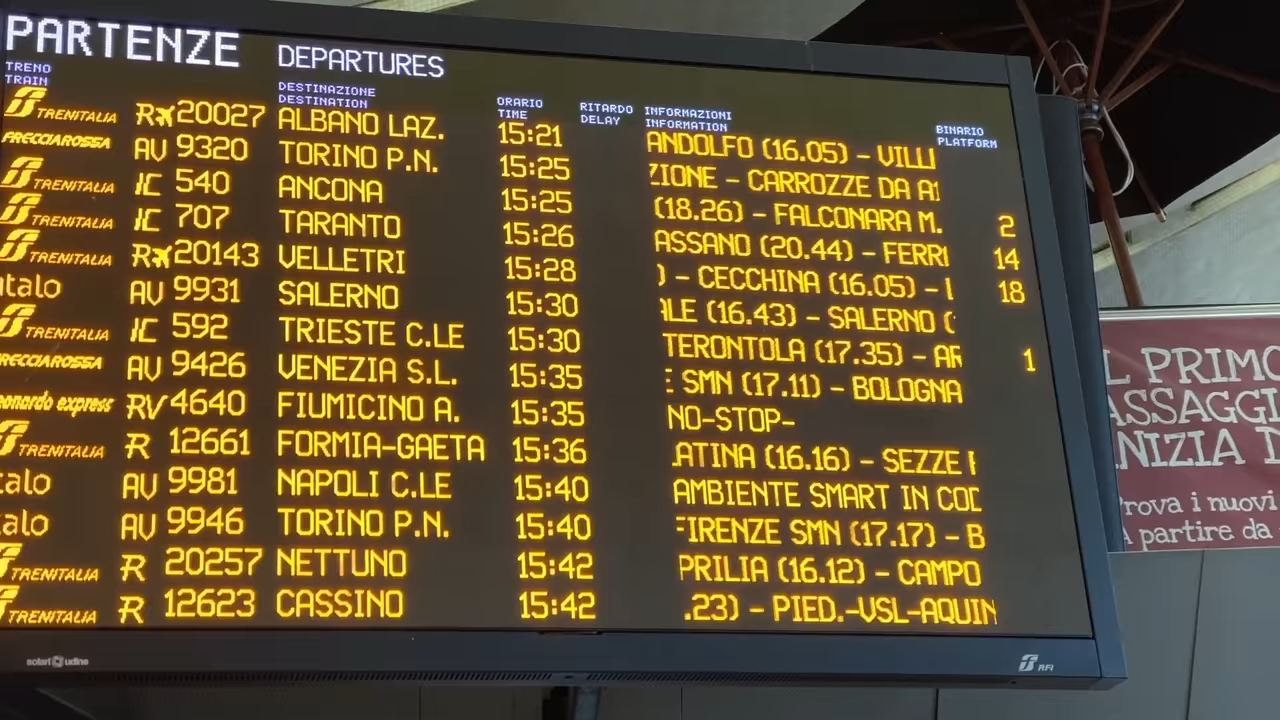 PARTENZE DEPARTURES
TRENO DESTINAZIONE ORARIO RITARDO INFORMAZIONI BINARIO
TRAIN DESTINATION TIME DELAY INFORMATION PLATFORM
TRENITALIA R 20027 ALBANO LAZ. 15:21 ANDOLFO (16.05) – VILLI
FRECCIAROSSA AV 9320 TORINO P.N. 15:25 ZIONE – CARROZZE DA A1
TRENITALIA IC 540 ANCONA 15:25 (18.26) – FALCONARA M. 2
TRENITALIA IC 707 TARANTO 15:26 ASSANO (20.44) – FERRI 14
TRENITALIA R 20143 VELLETRI 15:28 ) – CECCHINA (16.05) – 18
italo AV 9931 SALERNO 15:30 ALE (16.43) – SALERNO (
TRENITALIA IC 592 TRIESTE C.LE 15:30 TERONTOLA (17.35) – AR 1
FRECCIAROSSA AV 9426 VENEZIA S.L. 15:35 E SMN (17.11) – BOLOGNA
eonardo express RV 4640 FIUMICINO A. 15:35 NO-STOP-
TRENITALIA R 12661 FORMIA-GAETA 15:36 ATINA (16.16) – SEZZE
talo AV 9981 NAPOLI C.LE 15:40 AMBIENTE SMART IN COD
talo AV 9946 TORINO P.N. 15:40 FIRENZE SMN (17.17) – B
TRENITALIA R 20257 NETTUNO 15:42 PRILIA (16.12) – CAMPO
TRENITALIA R 12623 CASSINO 15:42 .23) – PIED.-VSL-AQUIN
solari udine
RFI
L PRIMO
ASSAGGI
INIZIA D
Prova i nuovi
A partire da